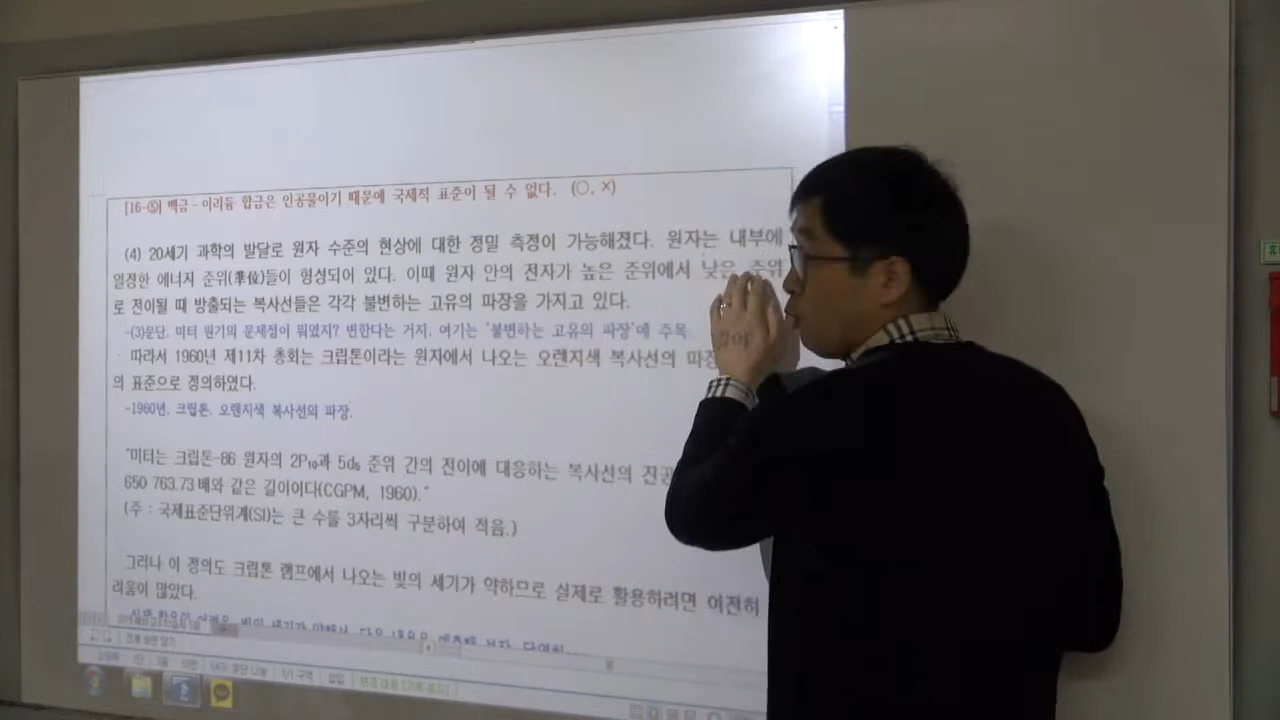 [16-⑤] 백금-이리듐 합금은 인공물이기 때문에 국제적 표준이 될 수 없다. (○, ×)
(4) 20세기 과학의 발달로 원자 수준의 현상에 대한 정밀 측정이 가능해졌다. 원자는 내부에
일정한 에너지 준위(準位)들이 형성되어 있다. 이때 원자 안의 전자가 높은 준위에서 낮은 준위
로 전이될 때 방출되는 복사선들은 각각 불변하는 고유의 파장을 가지고 있다.
-(3)문단. 미터 원기의 문제점이 뭐였지? 변한다는 거지. 여기는 '불변하는 고유의 파장'에 주목
따라서 1960년 제11차 총회는 크립톤이라는 원자에서 나오는 오렌지색 복사선의 파장
의 표준으로 정의하였다.
-1960년, 크립톤, 오렌지색 복사선의 파장.
"미터는 크립톤-86 원자의 2P₁₀과 5d₅ 준위 간의 전이에 대응하는 복사선의 진공
650 763.73배와 같은 길이이다(CGPM, 1960)."
(주 : 국제표준단위계(SI)는 큰 수를 3자리씩 구분하여 적음.)
그러나 이 정의도 크립톤 램프에서 나오는 빛의 세기가 약하므로 실제로 활용하려면 여전히
려움이 많았다.